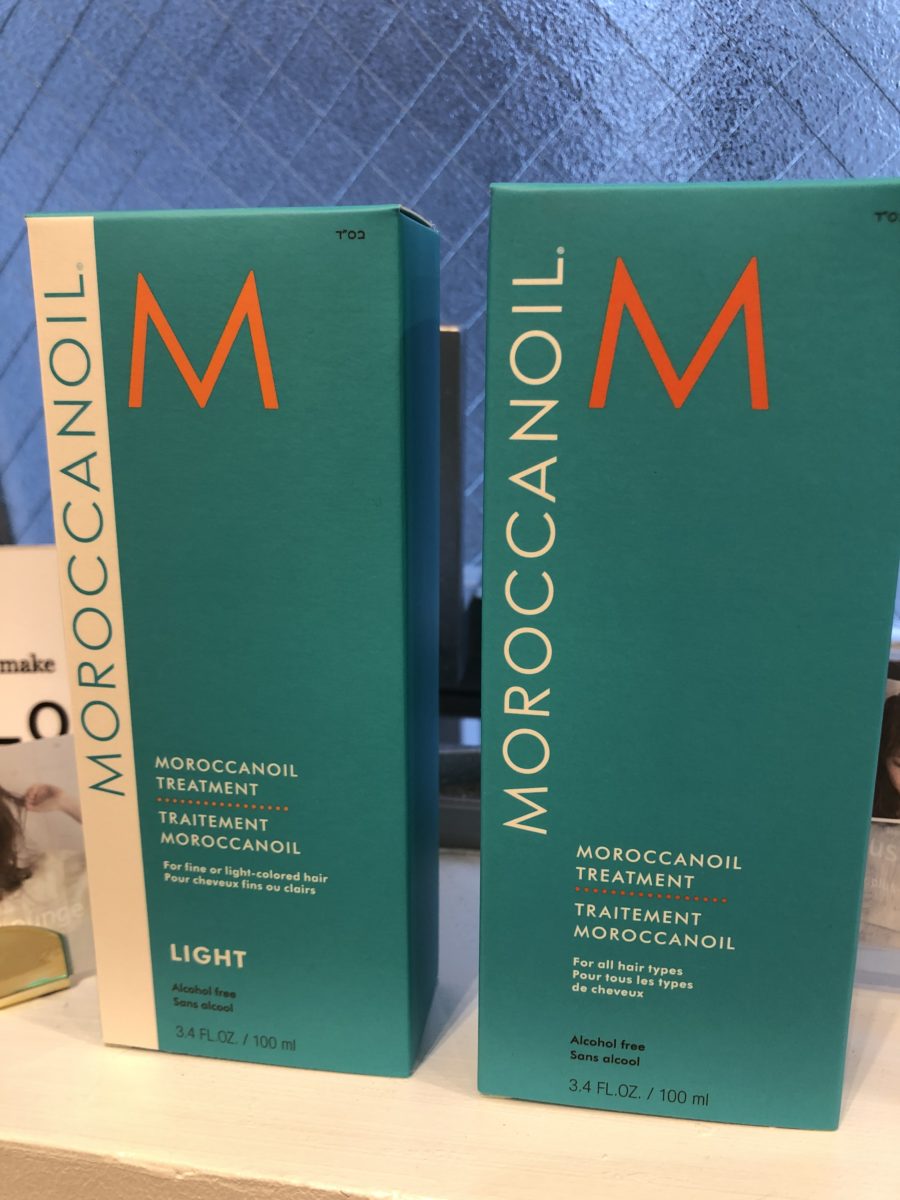 בס"ד
M
MOROCCANOIL®
MOROCCANOIL
TREATMENT
TRAITEMENT
MOROCCANOIL
For fine or light-colored hair
Pour cheveux fins ou clairs
LIGHT
Alcohol free
Sans alcool
3.4 FL.OZ. / 100 ml
M
MOROCCANOIL®
MOROCCANOIL
TREATMENT
TRAITEMENT
MOROCCANOIL
For all hair types
Pour tous les types
de cheveux
Alcohol free
Sans alcool
3.4 FL.OZ. / 100 ml
make